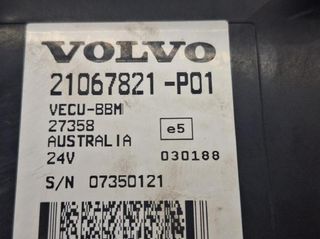 VOLVO
21067821-P01
VECU-BBM
27358 e5
AUSTRALIA
24V 030188
S/N 07350121